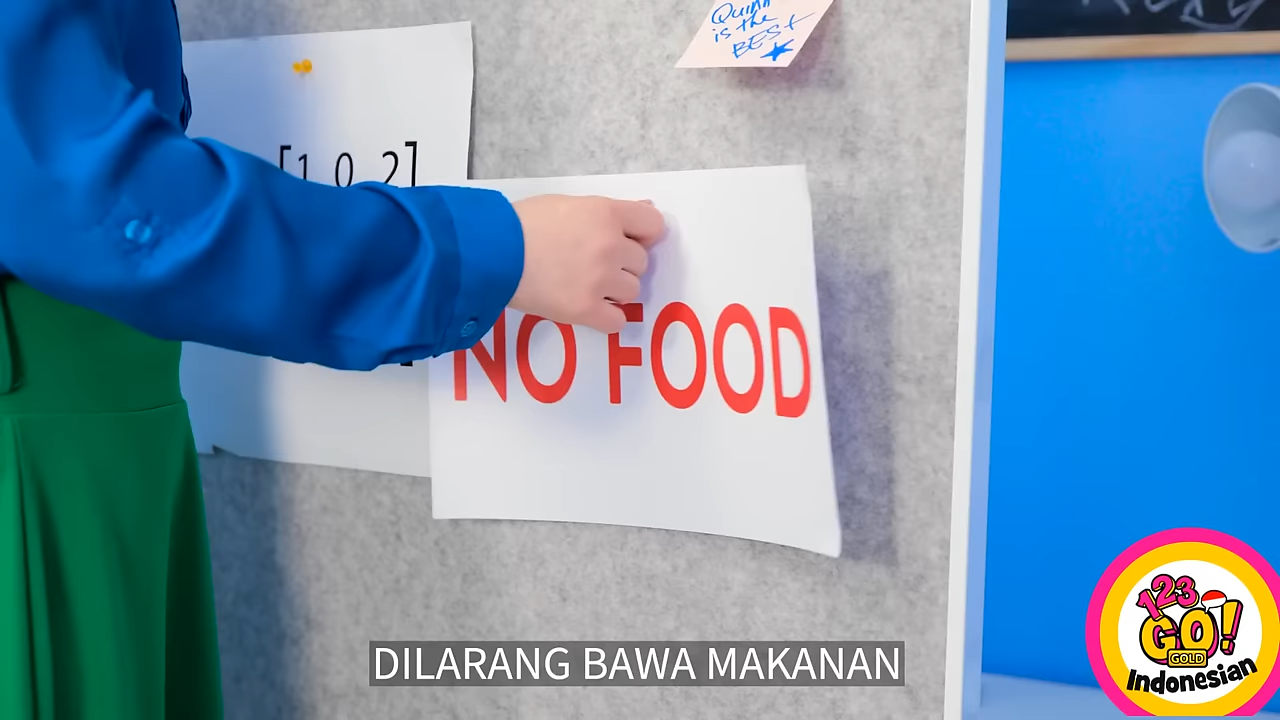 Quinn
is the
BEST
[1 0 2]
NO FOOD
DILARANG BAWA MAKANAN
123
GO!
GOLD
Indonesian